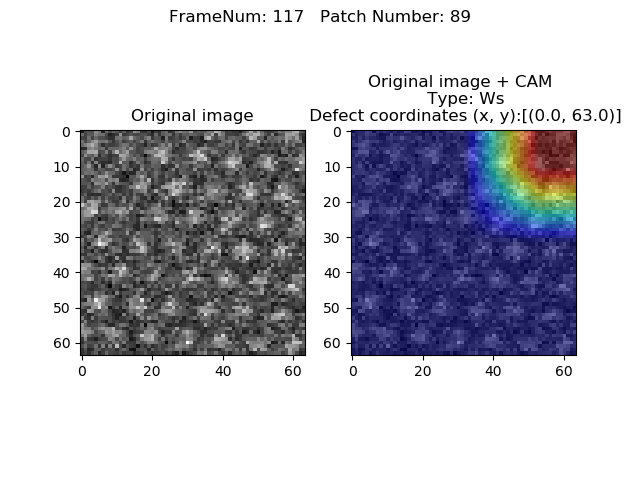 FrameNum: 117   Patch Number: 89
Original image
Original image + CAM
Type: Ws
Defect coordinates (x, y):[(0.0, 63.0)]
0
10
20
30
40
50
60
0 20 40 60
0
10
20
30
40
50
60
0 20 40 60